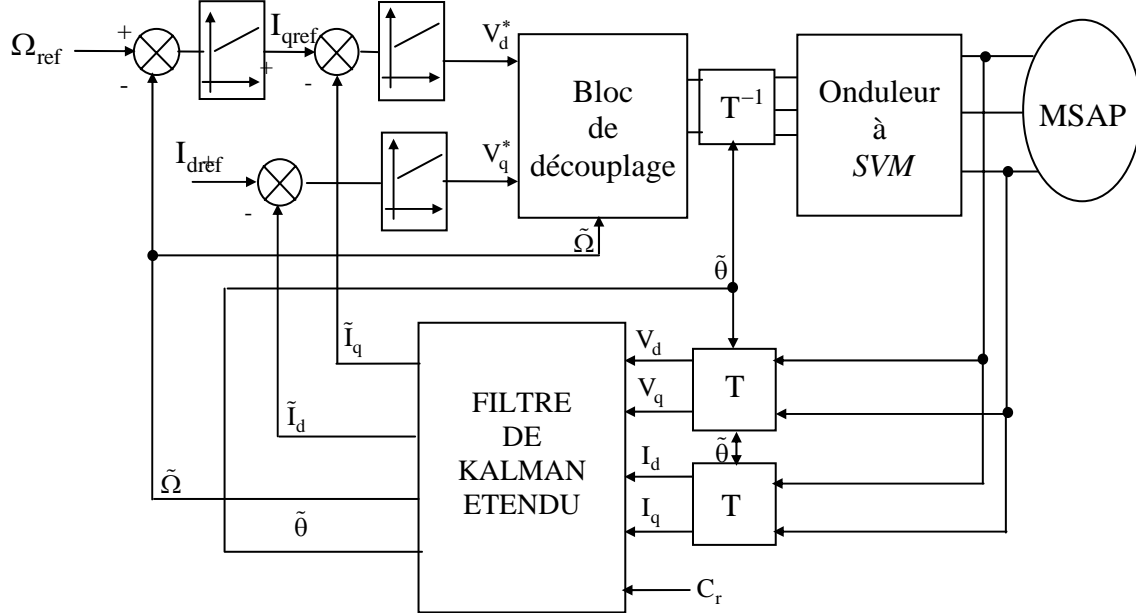 Ω_ref
+
-
I_qref
+
-
V_d^*
Bloc
de
découplage
T⁻¹
Onduleur
à
SVM
MSAP
I_dref
+
-
V_q^*
Ω̃
θ̃
Ĩ_q
Ĩ_d
Ω̃
θ̃
FILTRE
DE
KALMAN
ETENDU
V_d
V_q
T
θ̃
I_d
I_q
T
C_r